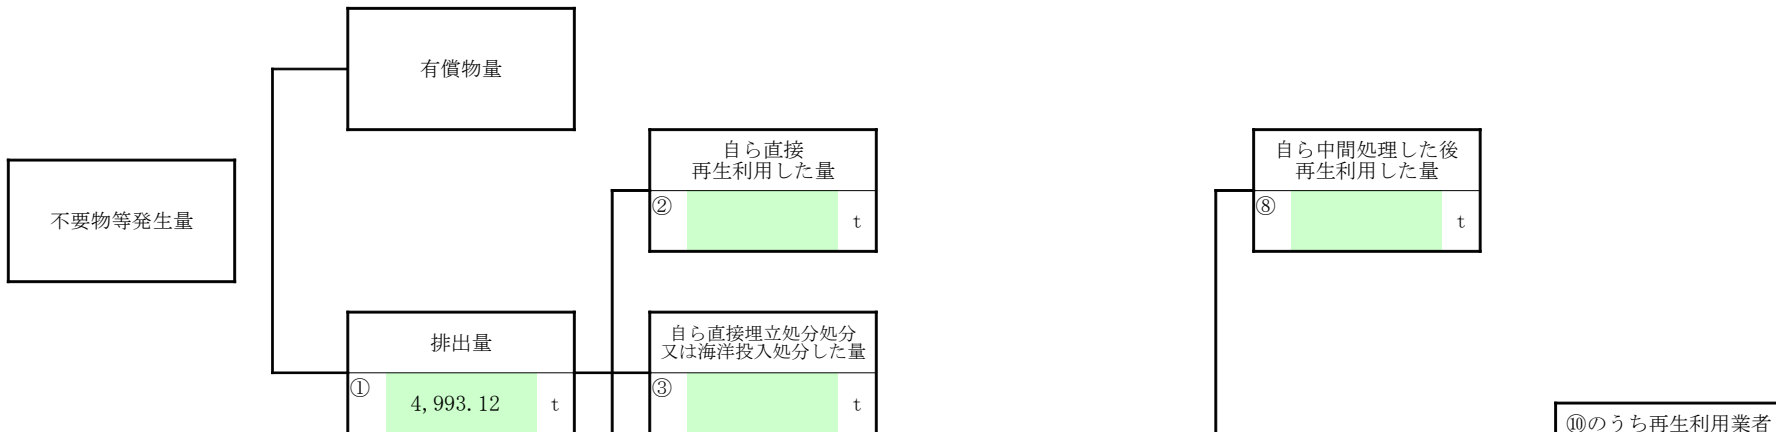 有償物量
自ら直接
再生利用した量
②
t
自ら中間処理した後
再生利用した量
⑧
t
不要物等発生量
排出量
①
4,993.12
t
自ら直接埋立処分処分
又は海洋投入処分した量
③
t
⑩のうち再生利用業者